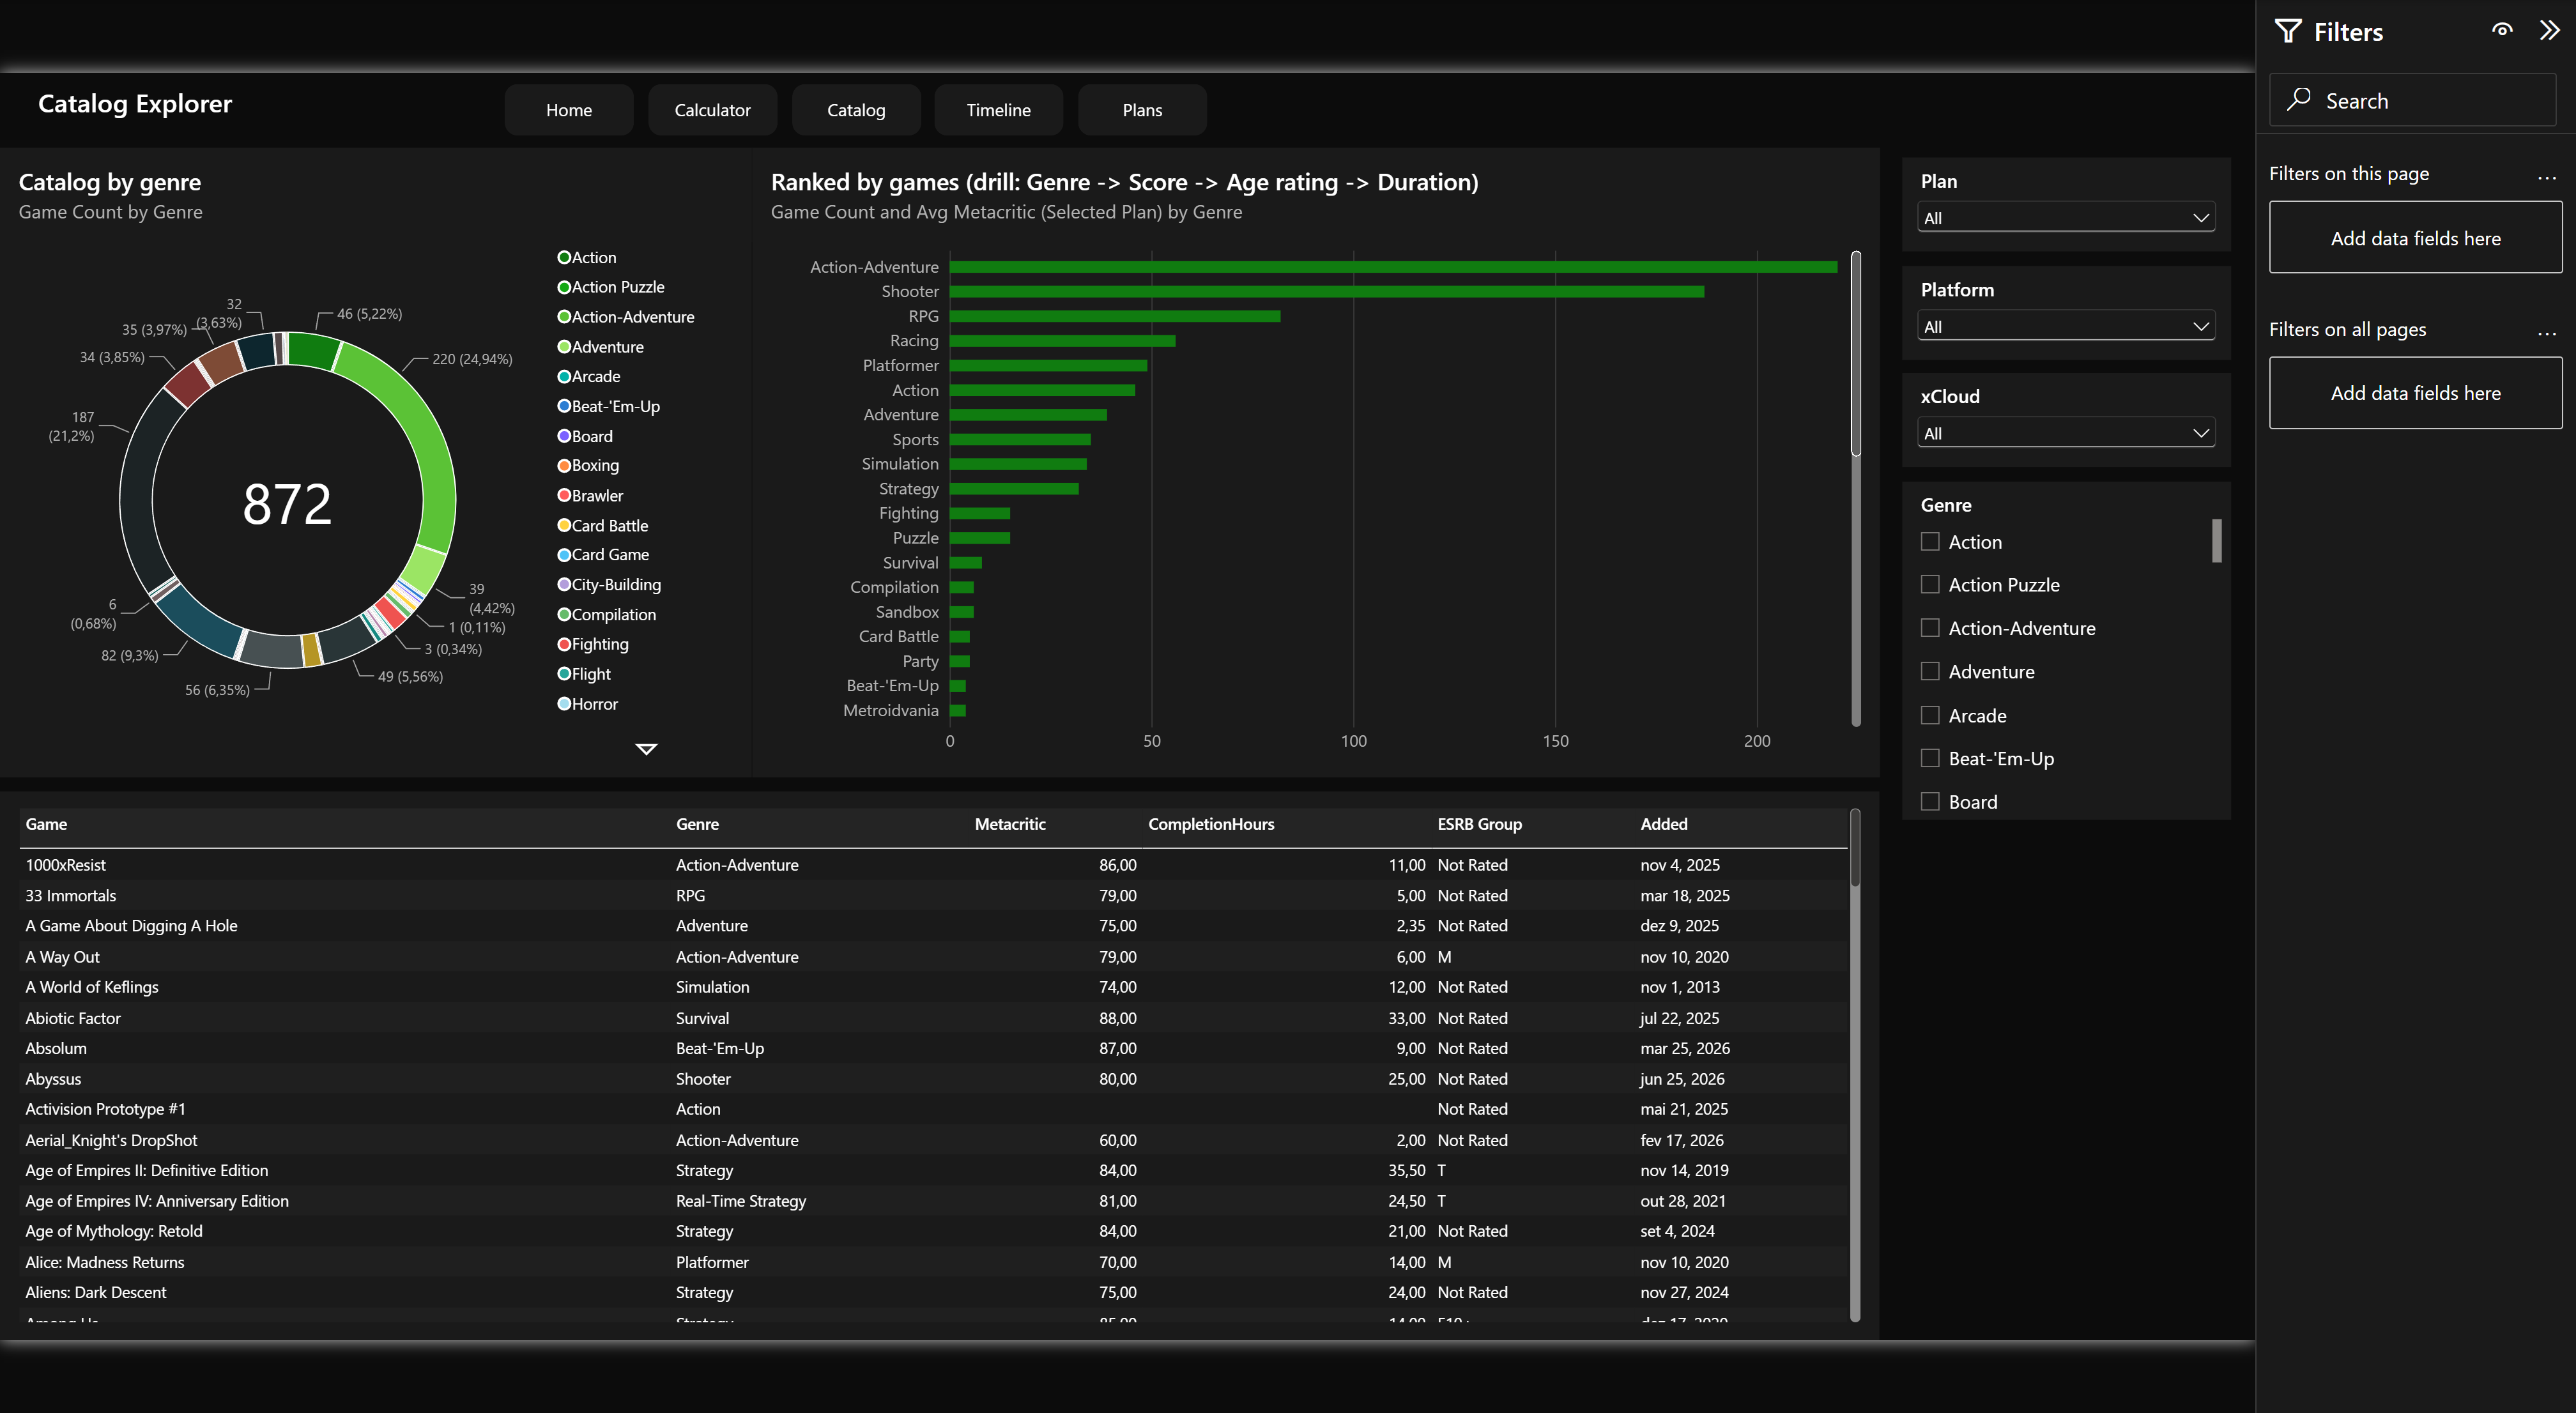 Catalog Explorer
Home
Calculator
Catalog
Timeline
Plans
Catalog by genre
Game Count by Genre
46 (5,22%)
220 (24,94%)
39
(4,42%)
1 (0,11%)
3 (0,34%)
49 (5,56%)
56 (6,35%)
82 (9,3%)
6
(0,68%)
187
(21,2%)
34 (3,85%)
35 (3,97%)
32
(3,63%)
872
Action
Action Puzzle
Action-Adventure
Adventure
Arcade
Beat-'Em-Up
Board
Boxing
Brawler
Card Battle
Card Game
City-Building
Compilation
Fighting
Flight
Horror
Ranked by games (drill: Genre -> Score -> Age rating -> Duration)
Game Count and Avg Metacritic (Selected Plan) by Genre
Action-Adventure
Shooter
RPG
Racing
Platformer
Action
Adventure
Sports
Simulation
Strategy
Fighting
Puzzle
Survival
Compilation
Sandbox
Card Battle
Party
Beat-'Em-Up
Metroidvania
0 50 100 150 200
Plan
All
Platform
All
xCloud
All
Genre
Action
Action Puzzle
Action-Adventure
Adventure
Arcade
Beat-'Em-Up
Board
Game Genre Metacritic CompletionHours ESRB Group Added
1000xResist Action-Adventure 86,00 11,00 Not Rated nov 4, 2025
33 Immortals RPG 79,00 5,00 Not Rated mar 18, 2025
A Game About Digging A Hole Adventure 75,00 2,35 Not Rated dez 9, 2025
A Way Out Action-Adventure 79,00 6,00 M nov 10, 2020
A World of Keflings Simulation 74,00 12,00 Not Rated nov 1, 2013
Abiotic Factor Survival 88,00 33,00 Not Rated jul 22, 2025
Absolum Beat-'Em-Up 87,00 9,00 Not Rated mar 25, 2026
Abyssus Shooter 80,00 25,00 Not Rated jun 25, 2026
Activision Prototype #1 Action Not Rated mai 21, 2025
Aerial_Knight's DropShot Action-Adventure 60,00 2,00 Not Rated fev 17, 2026
Age of Empires II: Definitive Edition Strategy 84,00 35,50 T nov 14, 2019
Age of Empires IV: Anniversary Edition Real-Time Strategy 81,00 24,50 T out 28, 2021
Age of Mythology: Retold Strategy 84,00 21,00 Not Rated set 4, 2024
Alice: Madness Returns Platformer 70,00 14,00 M nov 10, 2020
Aliens: Dark Descent Strategy 75,00 24,00 Not Rated nov 27, 2024
Filters
Search
Filters on this page ...
Add data fields here
Filters on all pages ...
Add data fields here